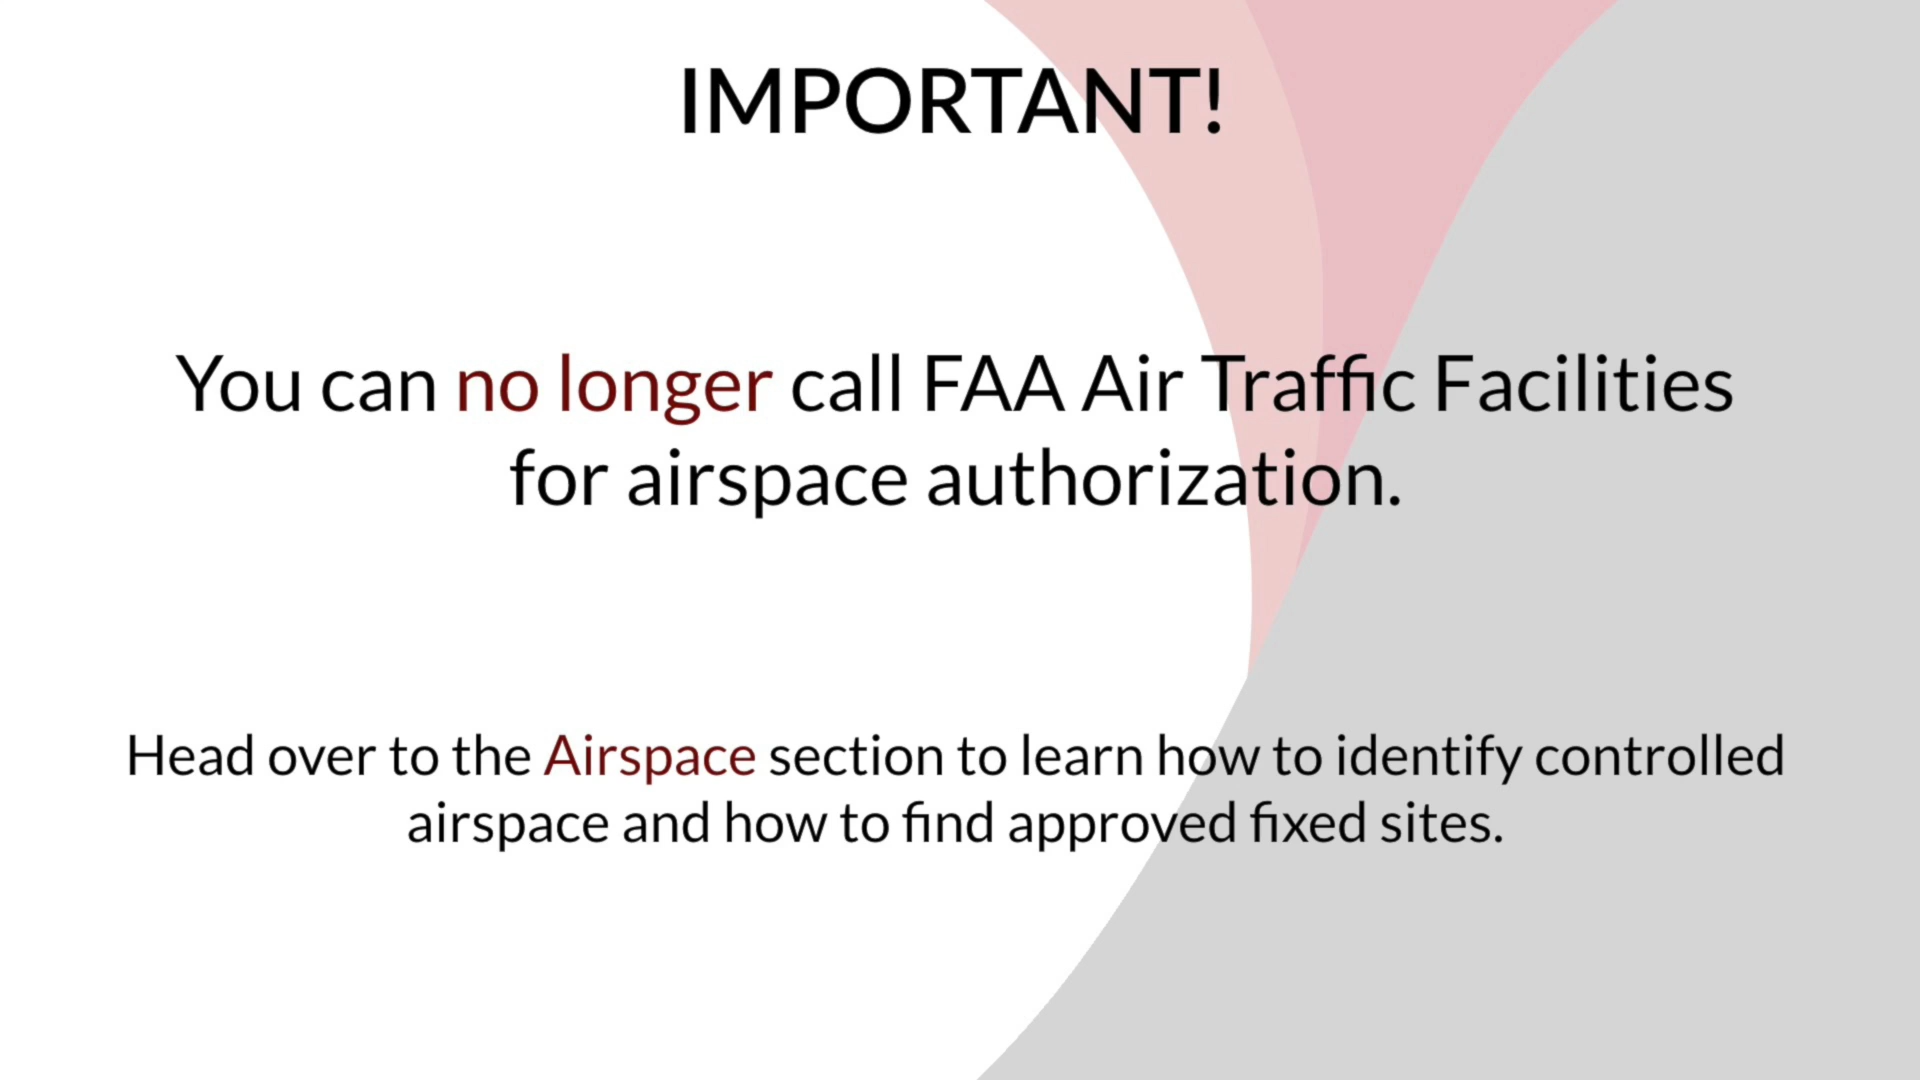 IMPORTANT!
You can no longer call FAA Air Traffic Facilities
for airspace authorization.
Head over to the Airspace section to learn how to identify controlled
airspace and how to find approved fixed sites.